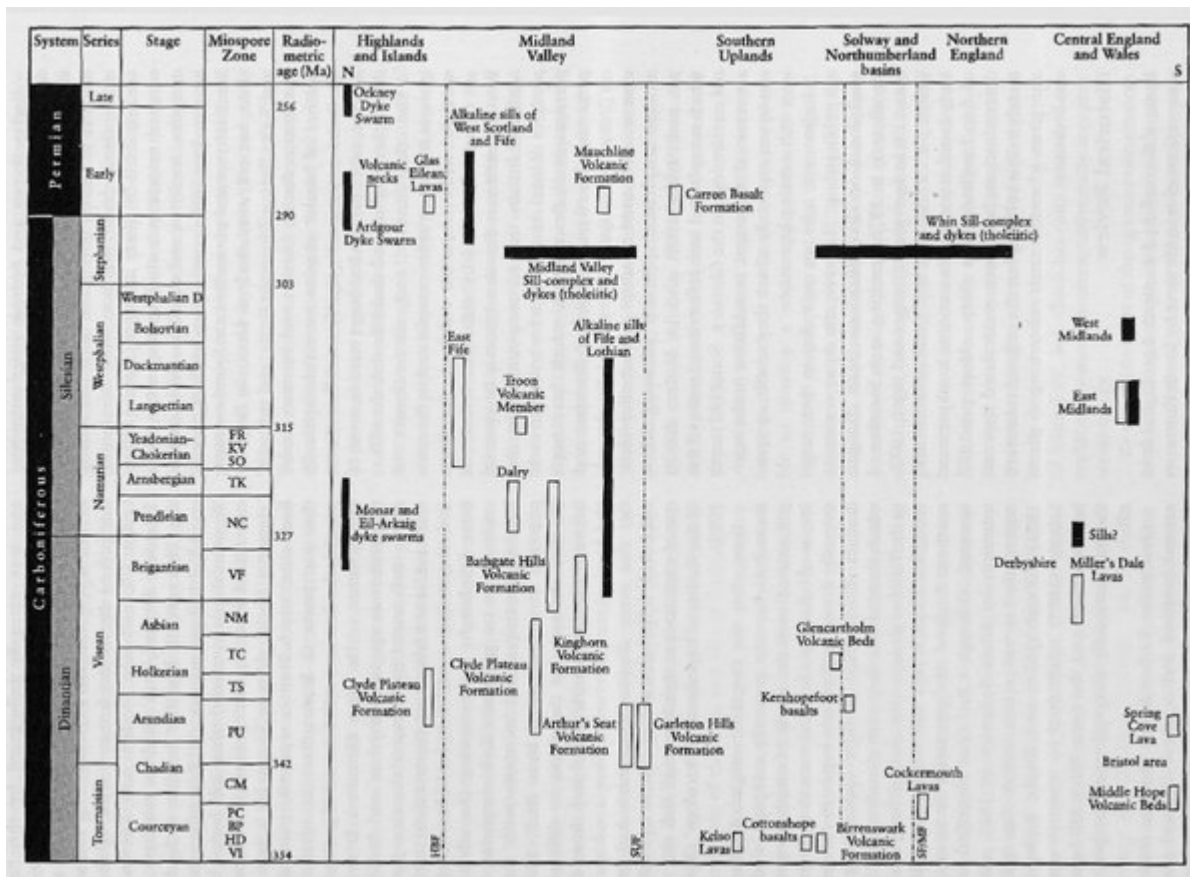 System
Series
Stage
Miospore
Zone
Radio-
metric
age (Ma)
Highlands
and Islands
N
Midland
Valley
Southern
Uplands
Solway and
Northumberland
basins
Northern
England
Central England
and Wales
S
Permian
Late
Early
256
290
Orkney
Dyke
Swarm
Volcanic
necks
Glas
Eilean
Lavas
Ardgour
Dyke Swarm
Alkaline sills of
West Scotland
and Fife
Mauchline
Volcanic
Formation
Carron Basalt
Formation
Carboniferous
Silesian
Stephanian
303
Midland Valley
Sill-complex and
dykes (tholeiitic)
Whin Sill-complex
and dykes (tholeiitic)
Westphalian
Westphalian D
Bolsovian
Duckmantian
Langsettian
315
East
Fife
Alkaline sills
of Fife and
Lothian
Troon
Volcanic
Member
West
Midlands
East
Midlands
Namurian
Yeadonian–
Chokerian
Arnsbergian
Pendleian
FR
KV
SO
TK
NC
327
Dalry
Monar and
Eil-Arkaig
dyke swarms
Sills?
Dinantian
Visean
Brigantian
Asbian
Holkerian
Arundian
Chadian
VF
NM
TC
TS
PU
342
Bathgate Hills
Volcanic
Formation
Kinghorn
Volcanic
Formation
Derbyshire
Miller's Dale
Lavas
Clyde Plateau
Volcanic
Formation
Clyde Plateau
Volcanic
Formation
Glencartholm
Volcanic Beds
Kershopefoot
basalts
Arthur's Seat
Volcanic
Formation
Garleton Hills
Volcanic
Formation
Spring
Cove
Lava
Bristol area
Middle Hope
Volcanic Beds
Tournaisian
Courceyan
CM
PC
BP
HD
VI
354
Cockermouth
Lavas
Kelso
Lavas
Cottonshope
basalts
Birrenswark
Volcanic
Formation
HBF
SUF
SF/MF